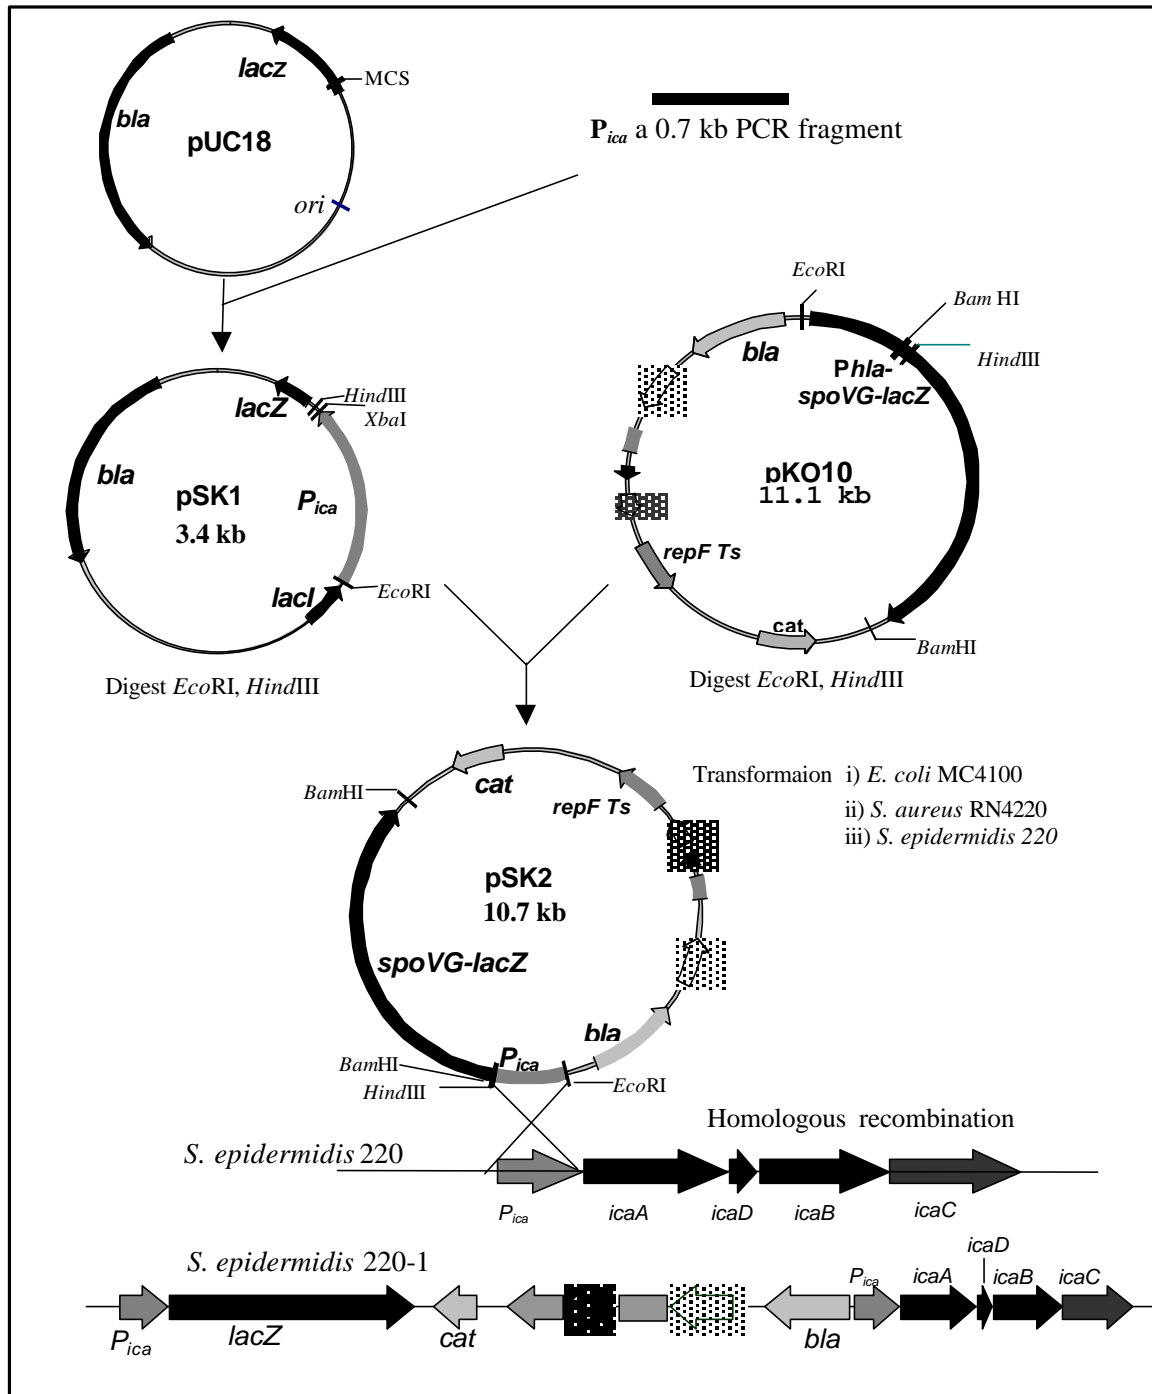 lacZ
MCS
bla
pUC18
ori
P_ica a 0.7 kb PCR fragment
EcoRI
Bam HI
HindIII
bla
Phla-
spoVG-lacZ
pKO10
11.1 kb
repF Ts
cat
BamHI
Digest EcoRI, HindIII
lacZ
HindIII
XbaI
bla
pSK1
3.4 kb
P_ica
lacI
EcoRI
Digest EcoRI, HindIII
cat
BamHI
repF Ts
pSK2
10.7 kb
spoVG-lacZ
bla
P_ica
BamHI
HindIII
EcoRI
Transformaion i) E. coli MC4100
ii) S. aureus RN4220
iii) S. epidermidis 220
Homologous recombination
S. epidermidis 220
P_ica icaA icaD icaB icaC
S. epidermidis 220-1
icaD
P_ica icaA icaB icaC
P_ica lacZ cat bla